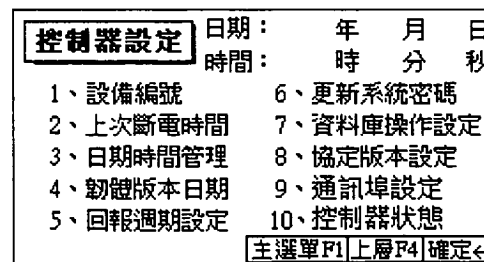 控制器設定
日期： 年 月 日
時間： 時 分 秒
1、設備編號
2、上次斷電時間
3、日期時間管理
4、韌體版本日期
5、回報週期設定
6、更新系統密碼
7、資料庫操作設定
8、協定版本設定
9、通訊埠設定
10、控制器狀態
主選單F1 上層F4 確定←